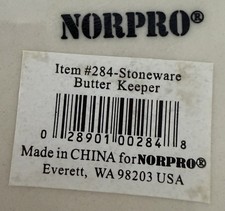 NORPRO®
Item #284-Stoneware
Butter Keeper
0 28901 00284 8
Made in CHINA for NORPRO®
Everett, WA 98203 USA